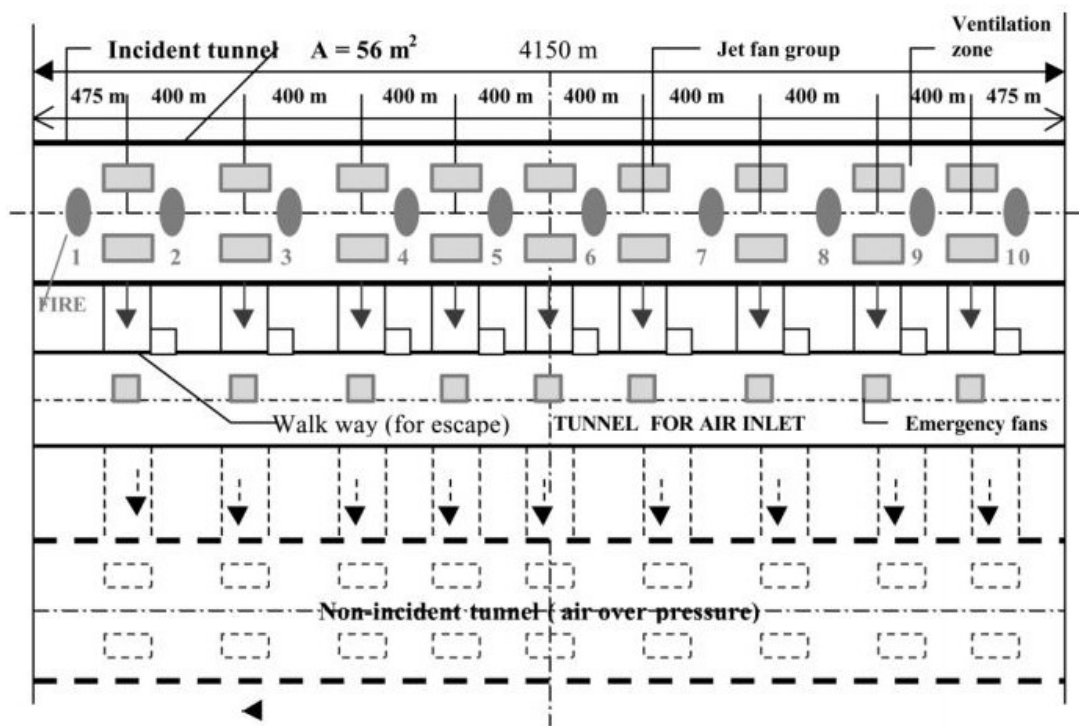 Incident tunnel A = 56 m²
4150 m
Jet fan group
Ventilation
zone
475 m 400 m 400 m 400 m 400 m 400 m 400 m 400 m 400 m 475 m
1 2 3 4 5 6 7 8 9 10
FIRE
Walk way (for escape) TUNNEL FOR AIR INLET Emergency fans
Non-incident tunnel ( air over pressure)